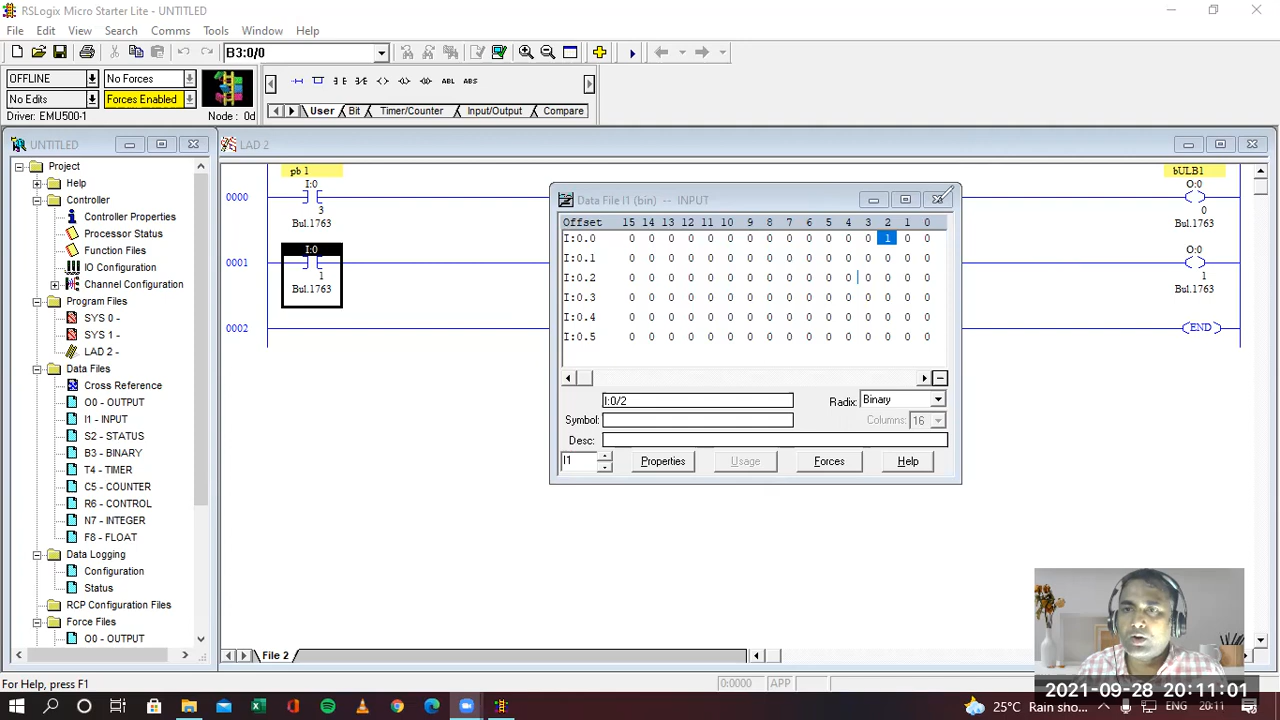 RSLogix Micro Starter Lite - UNTITLED
File Edit View Search Comms Tools Window Help
B3:0/0
OFFLINE No Forces
No Edits Forces Enabled
Driver: EMU500-1 Node : 0d
ABL ABS
User Bit Timer/Counter Input/Output Compare
UNTITLED
Project
Help
Controller
Controller Properties
Processor Status
Function Files
IO Configuration
Channel Configuration
Program Files
SYS 0 -
SYS 1 -
LAD 2 -
Data Files
Cross Reference
O0 - OUTPUT
I1 - INPUT
S2 - STATUS
B3 - BINARY
T4 - TIMER
C5 - COUNTER
R6 - CONTROL
N7 - INTEGER
F8 - FLOAT
Data Logging
Configuration
Status
RCP Configuration Files
Force Files
O0 - OUTPUT
LAD 2
pb 1 bULB1
I:0 O:0
0000
3 0
Bul.1763 Bul.1763
I:0 O:0
0001
1 1
Bul.1763 Bul.1763
0002 END
Data File I1 (bin) -- INPUT
Offset 15 14 13 12 11 10 9 8 7 6 5 4 3 2 1 0
I:0.0 0 0 0 0 0 0 0 0 0 0 0 0 0 1 0 0
I:0.1 0 0 0 0 0 0 0 0 0 0 0 0 0 0 0 0
I:0.2 0 0 0 0 0 0 0 0 0 0 0 0 0 0 0 0
I:0.3 0 0 0 0 0 0 0 0 0 0 0 0 0 0 0 0
I:0.4 0 0 0 0 0 0 0 0 0 0 0 0 0 0 0 0
I:0.5 0 0 0 0 0 0 0 0 0 0 0 0 0 0 0 0
I:0/2 Radix: Binary
Symbol: Columns: 16
Desc:
I1 Properties Usage Forces Help
File 2
For Help, press F1 0:0000 APP
2021-09-28 20:11:01
25°C Rain sho... ENG 20:11